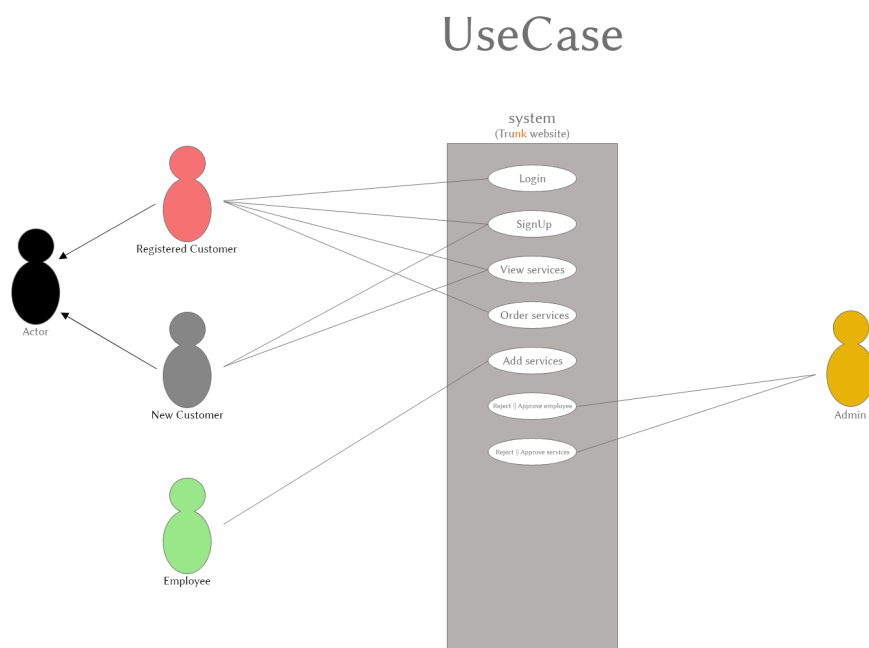 UseCase
system
(Trunk website)
Login
SignUp
View services
Order services
Add services
Reject || Approve employee
Reject || Approve services
Registered Customer
Actor
New Customer
Employee
Admin